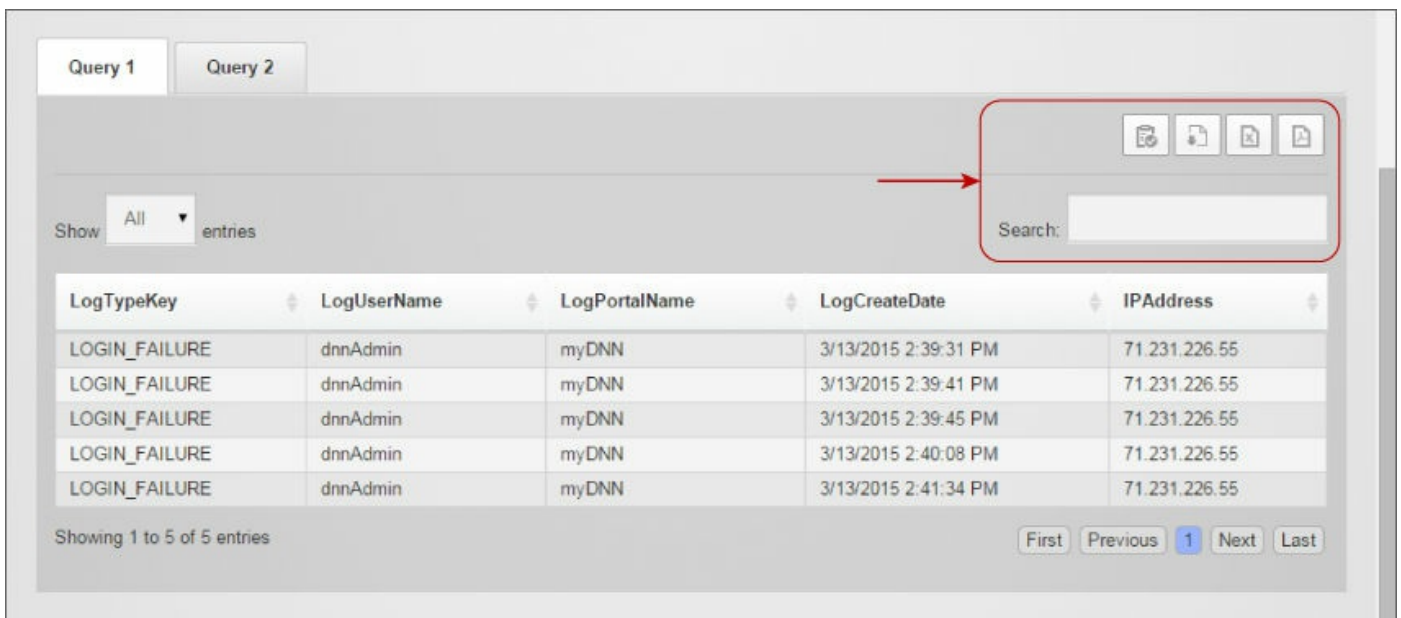 Query 1 Query 2
Show All entries Search:
LogTypeKey LogUserName LogPortalName LogCreateDate IPAddress
LOGIN_FAILURE dnnAdmin myDNN 3/13/2015 2:39:31 PM 71.231.226.55
LOGIN_FAILURE dnnAdmin myDNN 3/13/2015 2:39:41 PM 71.231.226.55
LOGIN_FAILURE dnnAdmin myDNN 3/13/2015 2:39:45 PM 71.231.226.55
LOGIN_FAILURE dnnAdmin myDNN 3/13/2015 2:40:08 PM 71.231.226.55
LOGIN_FAILURE dnnAdmin myDNN 3/13/2015 2:41:34 PM 71.231.226.55
Showing 1 to 5 of 5 entries First Previous 1 Next Last